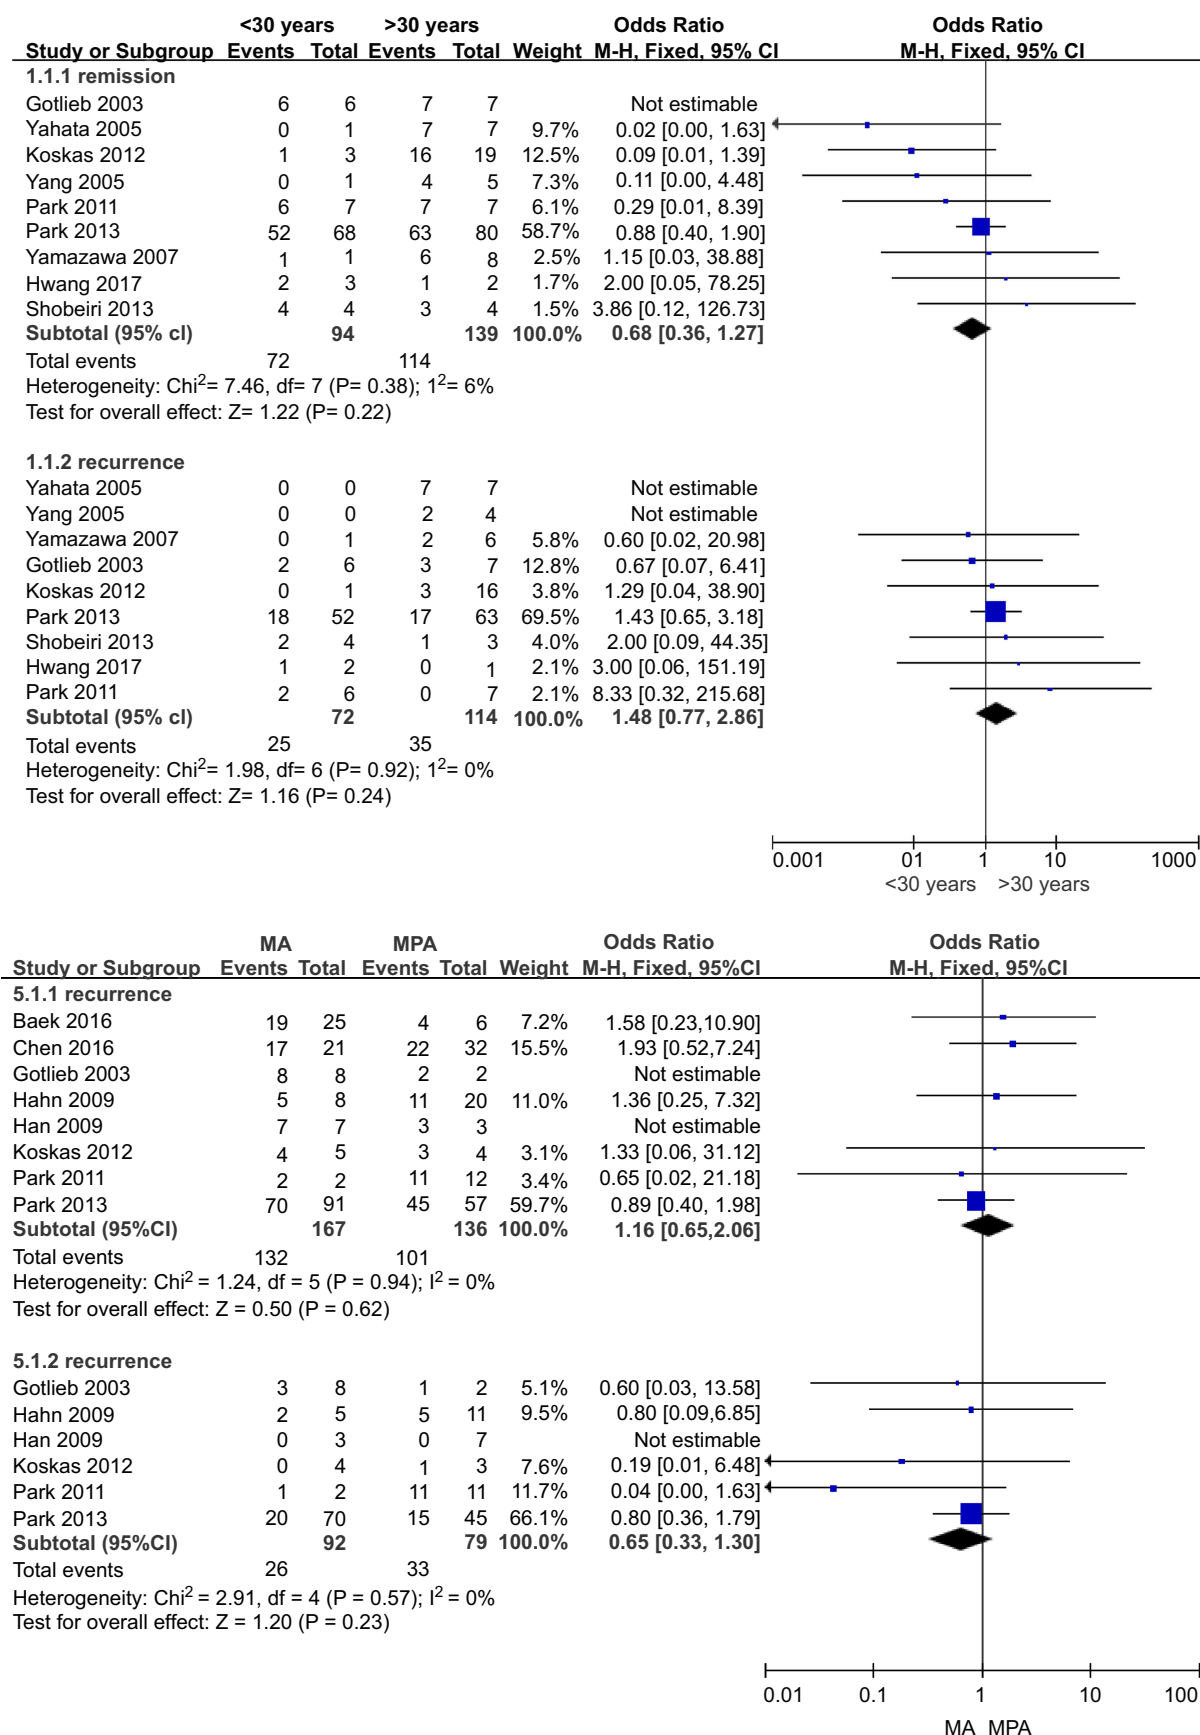 <30 years >30 years Odds Ratio Odds Ratio
Study or Subgroup Events Total Events Total Weight M-H, Fixed, 95% CI M-H, Fixed, 95% CI
1.1.1 remission
Gotlieb 2003 6 6 7 7 Not estimable
Yahata 2005 0 1 7 7 9.7% 0.02 [0.00, 1.63]
Koskas 2012 1 3 16 19 12.5% 0.09 [0.01, 1.39]
Yang 2005 0 1 4 5 7.3% 0.11 [0.00, 4.48]
Park 2011 6 7 7 7 6.1% 0.29 [0.01, 8.39]
Park 2013 52 68 63 80 58.7% 0.88 [0.40, 1.90]
Yamazawa 2007 1 1 6 8 2.5% 1.15 [0.03, 38.88]
Hwang 2017 2 3 1 2 1.7% 2.00 [0.05, 78.25]
Shobeiri 2013 4 4 3 4 1.5% 3.86 [0.12, 126.73]
Subtotal (95% cl) 94 139 100.0% 0.68 [0.36, 1.27]
Total events 72 114
Heterogeneity: Chi²= 7.46, df= 7 (P= 0.38); 1²= 6%
Test for overall effect: Z= 1.22 (P= 0.22)
1.1.2 recurrence
Yahata 2005 0 0 7 7 Not estimable
Yang 2005 0 0 2 4 Not estimable
Yamazawa 2007 0 1 2 6 5.8% 0.60 [0.02, 20.98]
Gotlieb 2003 2 6 3 7 12.8% 0.67 [0.07, 6.41]
Koskas 2012 0 1 3 16 3.8% 1.29 [0.04, 38.90]
Park 2013 18 52 17 63 69.5% 1.43 [0.65, 3.18]
Shobeiri 2013 2 4 1 3 4.0% 2.00 [0.09, 44.35]
Hwang 2017 1 2 0 1 2.1% 3.00 [0.06, 151.19]
Park 2011 2 6 0 7 2.1% 8.33 [0.32, 215.68]
Subtotal (95% cl) 72 114 100.0% 1.48 [0.77, 2.86]
Total events 25 35
Heterogeneity: Chi²= 1.98, df= 6 (P= 0.92); 1²= 0%
Test for overall effect: Z= 1.16 (P= 0.24)
0.001 01 1 10 1000
<30 years >30 years
MA MPA Odds Ratio Odds Ratio
Study or Subgroup Events Total Events Total Weight M-H, Fixed, 95%CI M-H, Fixed, 95%CI
5.1.1 recurrence
Baek 2016 19 25 4 6 7.2% 1.58 [0.23,10.90]
Chen 2016 17 21 22 32 15.5% 1.93 [0.52,7.24]
Gotlieb 2003 8 8 2 2 Not estimable
Hahn 2009 5 8 11 20 11.0% 1.36 [0.25, 7.32]
Han 2009 7 7 3 3 Not estimable
Koskas 2012 4 5 3 4 3.1% 1.33 [0.06, 31.12]
Park 2011 2 2 11 12 3.4% 0.65 [0.02, 21.18]
Park 2013 70 91 45 57 59.7% 0.89 [0.40, 1.98]
Subtotal (95%CI) 167 136 100.0% 1.16 [0.65,2.06]
Total events 132 101
Heterogeneity: Chi² = 1.24, df = 5 (P = 0.94); I² = 0%
Test for overall effect: Z = 0.50 (P = 0.62)
5.1.2 recurrence
Gotlieb 2003 3 8 1 2 5.1% 0.60 [0.03, 13.58]
Hahn 2009 2 5 5 11 9.5% 0.80 [0.09,6.85]
Han 2009 0 3 0 7 Not estimable
Koskas 2012 0 4 1 3 7.6% 0.19 [0.01, 6.48]
Park 2011 1 2 11 11 11.7% 0.04 [0.00, 1.63]
Park 2013 20 70 15 45 66.1% 0.80 [0.36, 1.79]
Subtotal (95%CI) 92 79 100.0% 0.65 [0.33, 1.30]
Total events 26 33
Heterogeneity: Chi² = 2.91, df = 4 (P = 0.57); I² = 0%
Test for overall effect: Z = 1.20 (P = 0.23)
0.01 0.1 1 10 100
MA MPA